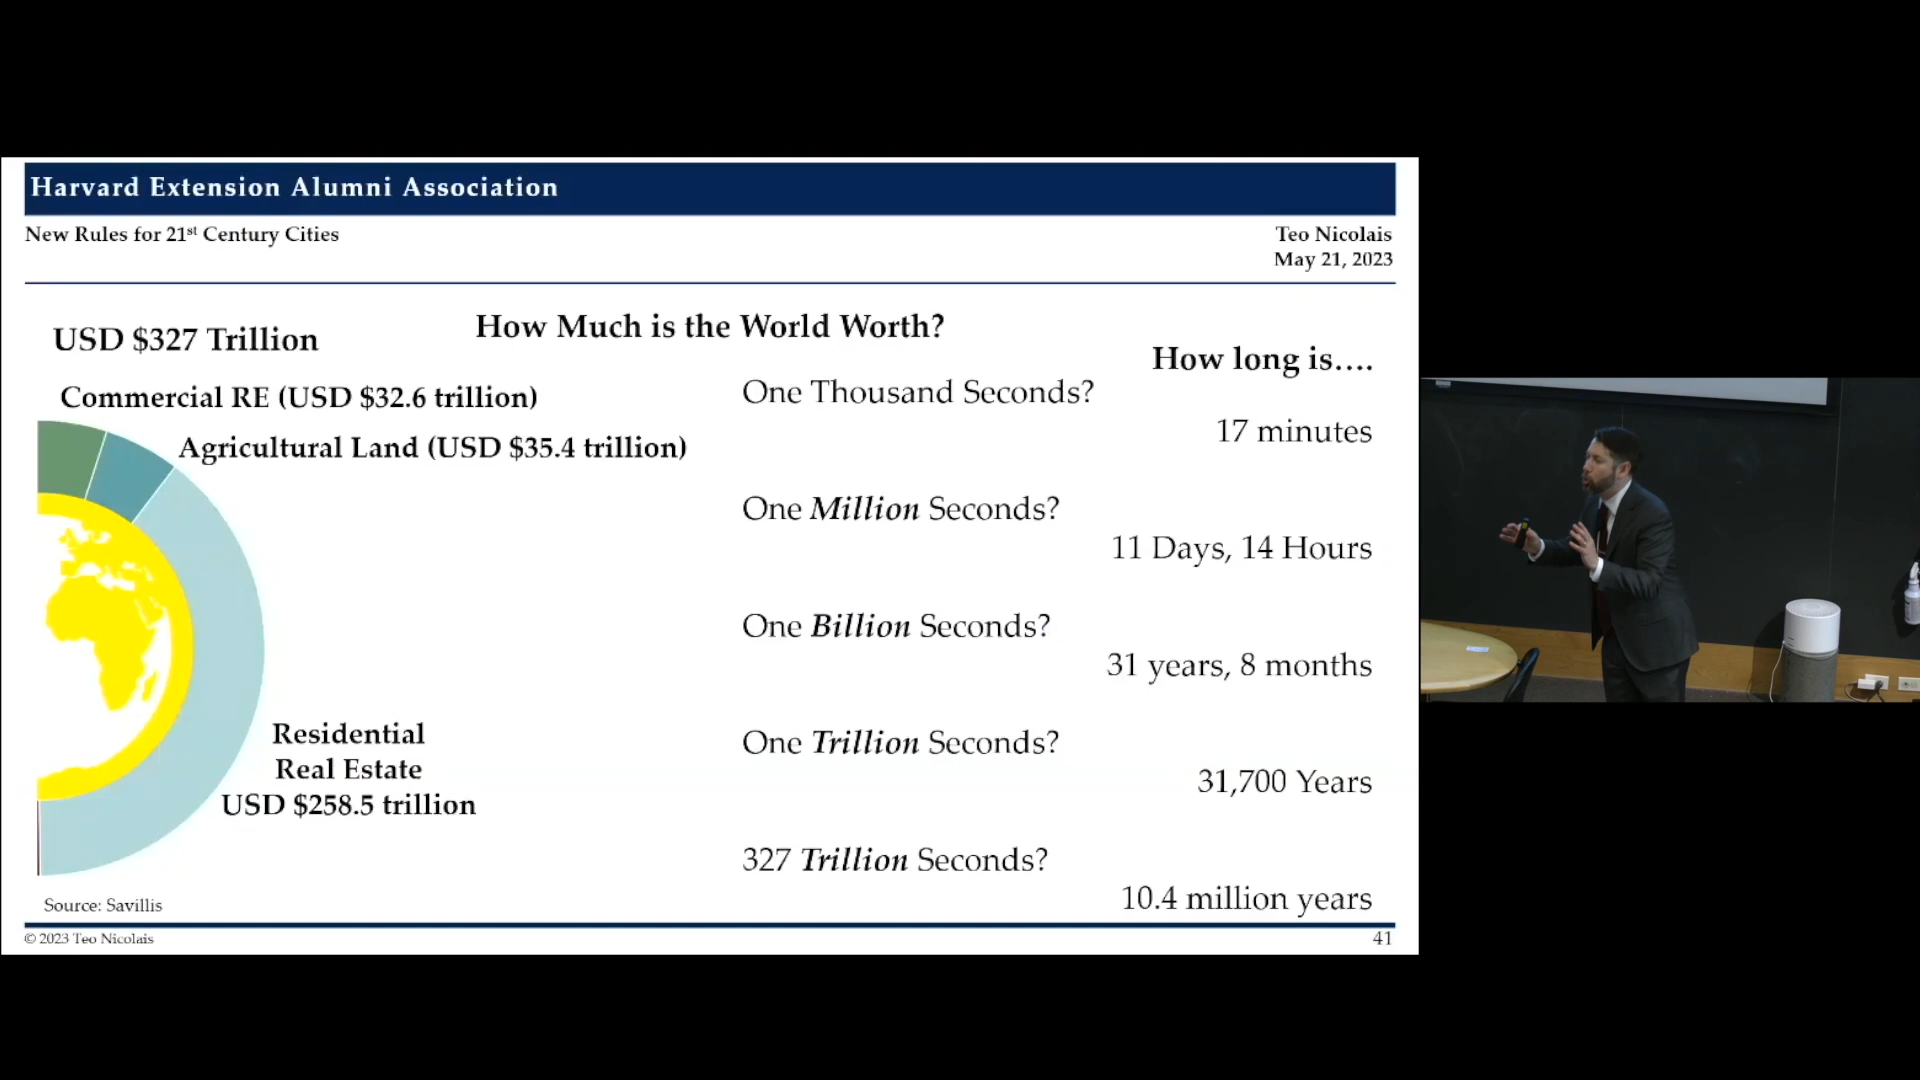 Harvard Extension Alumni Association
New Rules for 21st Century Cities
Teo Nicolais
May 21, 2023
How Much is the World Worth?
USD $327 Trillion
Commercial RE (USD $32.6 trillion)
Agricultural Land (USD $35.4 trillion)
Residential
Real Estate
USD $258.5 trillion
Source: Savillis
How long is....
One Thousand Seconds?
17 minutes
One Million Seconds?
11 Days, 14 Hours
One Billion Seconds?
31 years, 8 months
One Trillion Seconds?
31,700 Years
327 Trillion Seconds?
10.4 million years
© 2023 Teo Nicolais
41